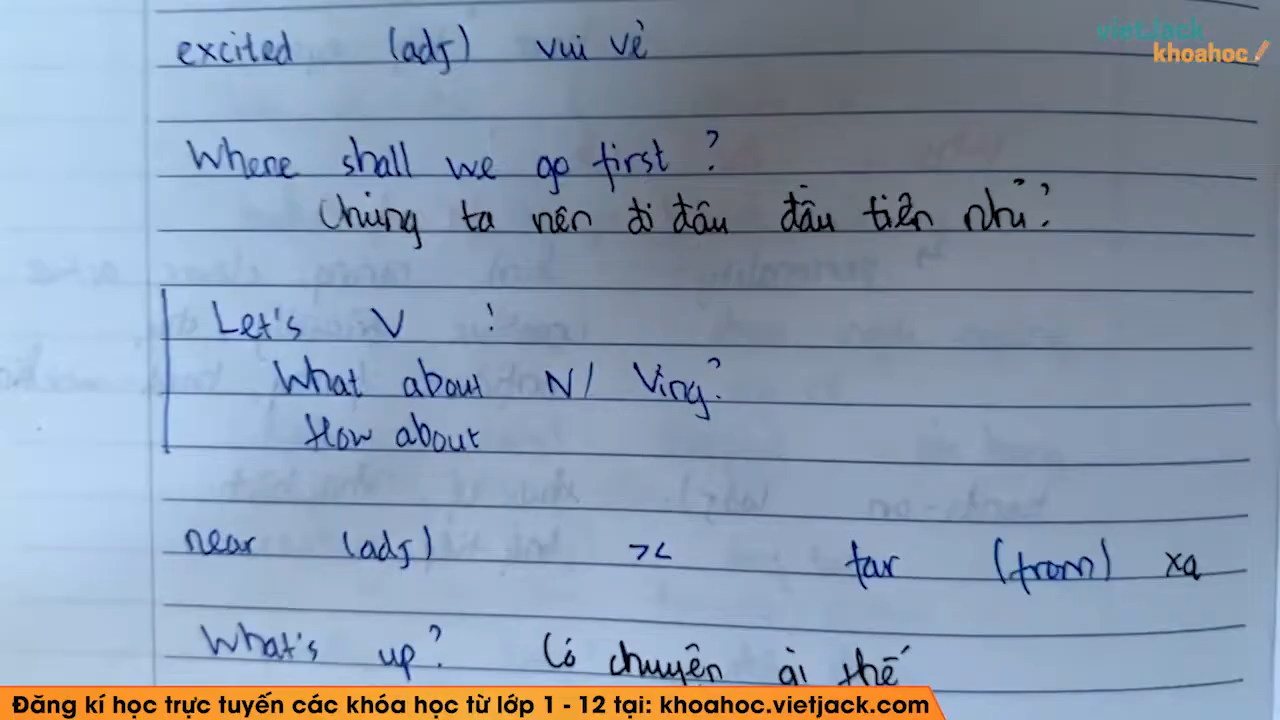 vietJack
khoahoc
excited (adj) vui vẻ
Where shall we go first ?
Chúng ta nên đi đâu đầu tiên nhỉ?
Let's V !
What about N/ Ving?
How about
near (adj) >< far (from) xa
What's up? Có chuyện gì thế
Đăng kí học trực tuyến các khóa học từ lớp 1 - 12 tại: khoahoc.vietjack.com